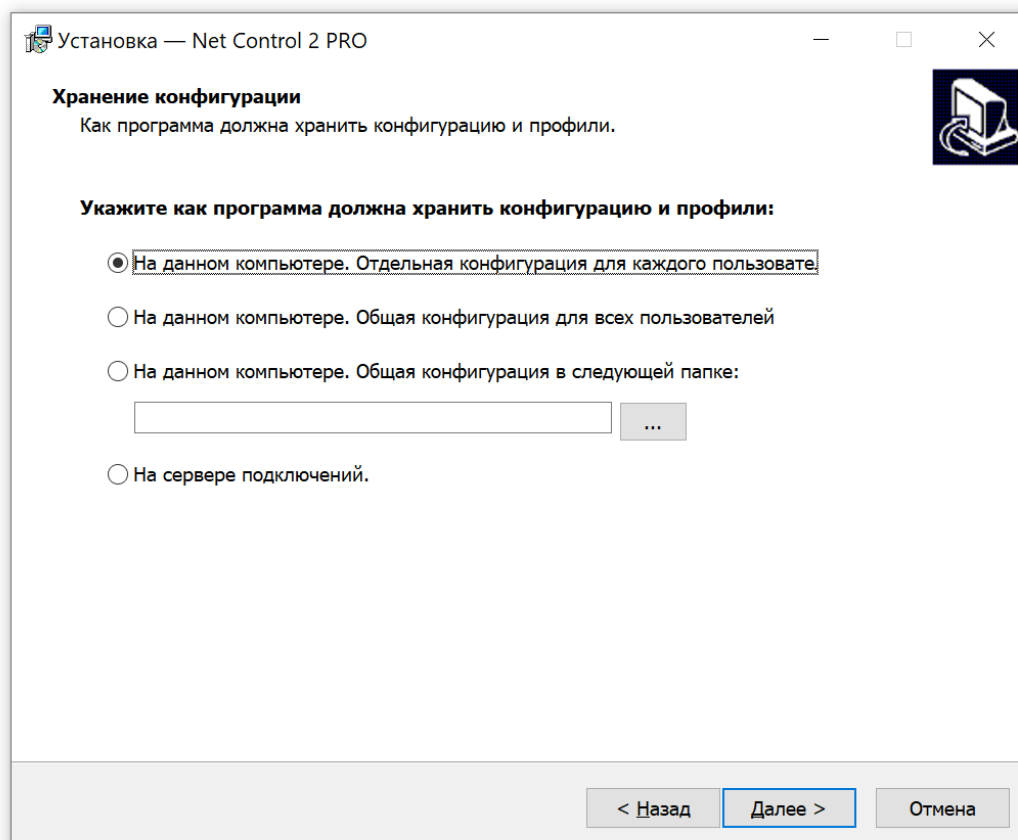 Установка — Net Control 2 PRO
Хранение конфигурации
Как программа должна хранить конфигурацию и профили.
Укажите как программа должна хранить конфигурацию и профили:
На данном компьютере. Отдельная конфигурация для каждого пользовате
На данном компьютере. Общая конфигурация для всех пользователей
На данном компьютере. Общая конфигурация в следующей папке:
...
На сервере подключений.
< Назад Далее > Отмена